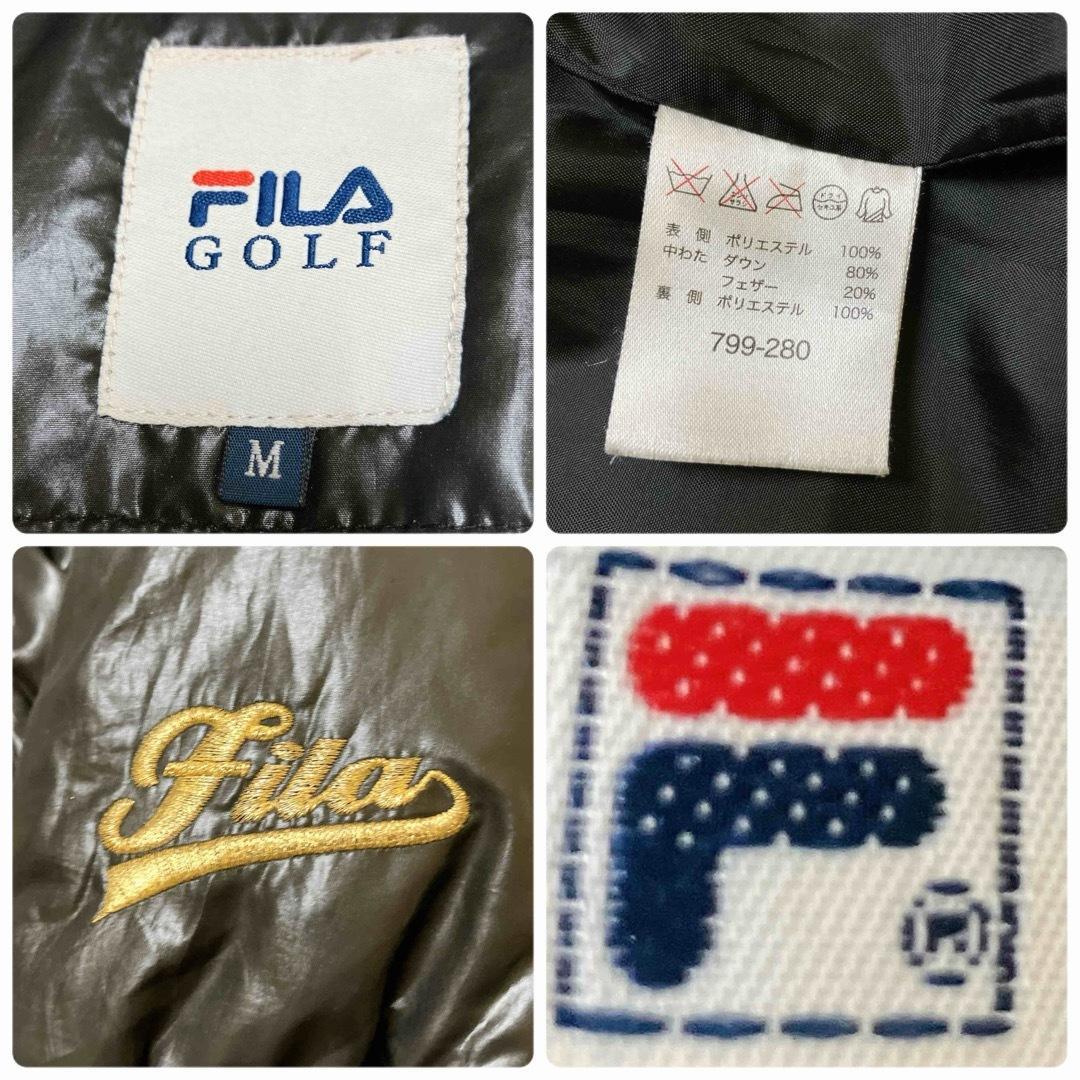 FILA
GOLF
M
表側 ポリエステル 100%
中わた ダウン 80%
フェザー 20%
裏側 ポリエステル 100%
799-280
Fila
F
R